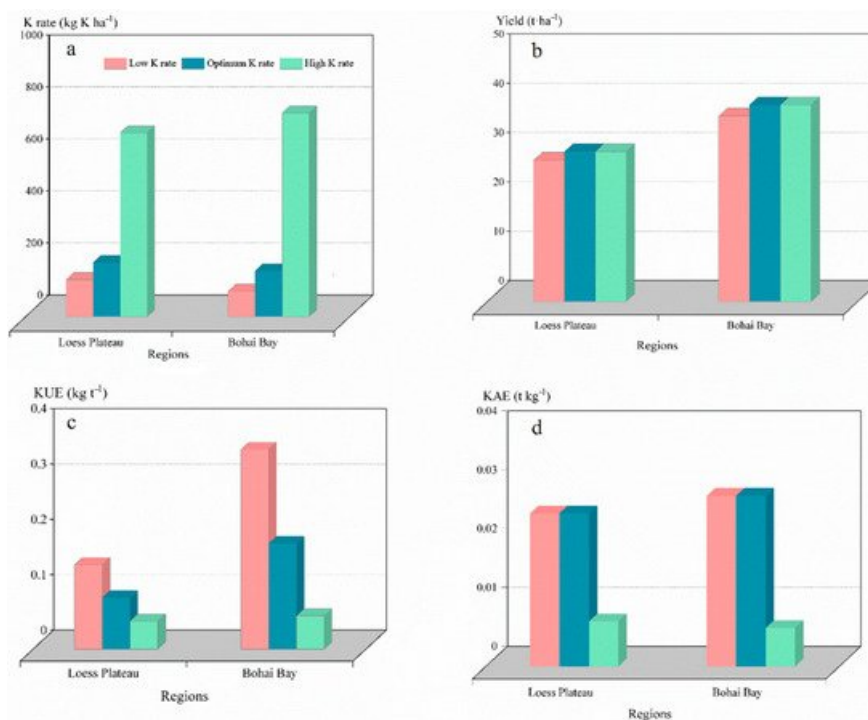 K rate (kg K ha⁻¹)
1000
a
Low K rate Optimum K rate High K rate
800
600
400
200
0
Loess Plateau Bohai Bay
Regions
Yield (t·ha⁻¹)
50
b
40
30
20
10
0
Loess Plateau Bohai Bay
Regions
KUE (kg t⁻¹)
0.4
c
0.3
0.2
0.1
0
Loess Plateau Bohai Bay
Regions
KAE (t kg⁻¹)
0.04
d
0.03
0.02
0.01
0
Loess Plateau Bohai Bay
Regions